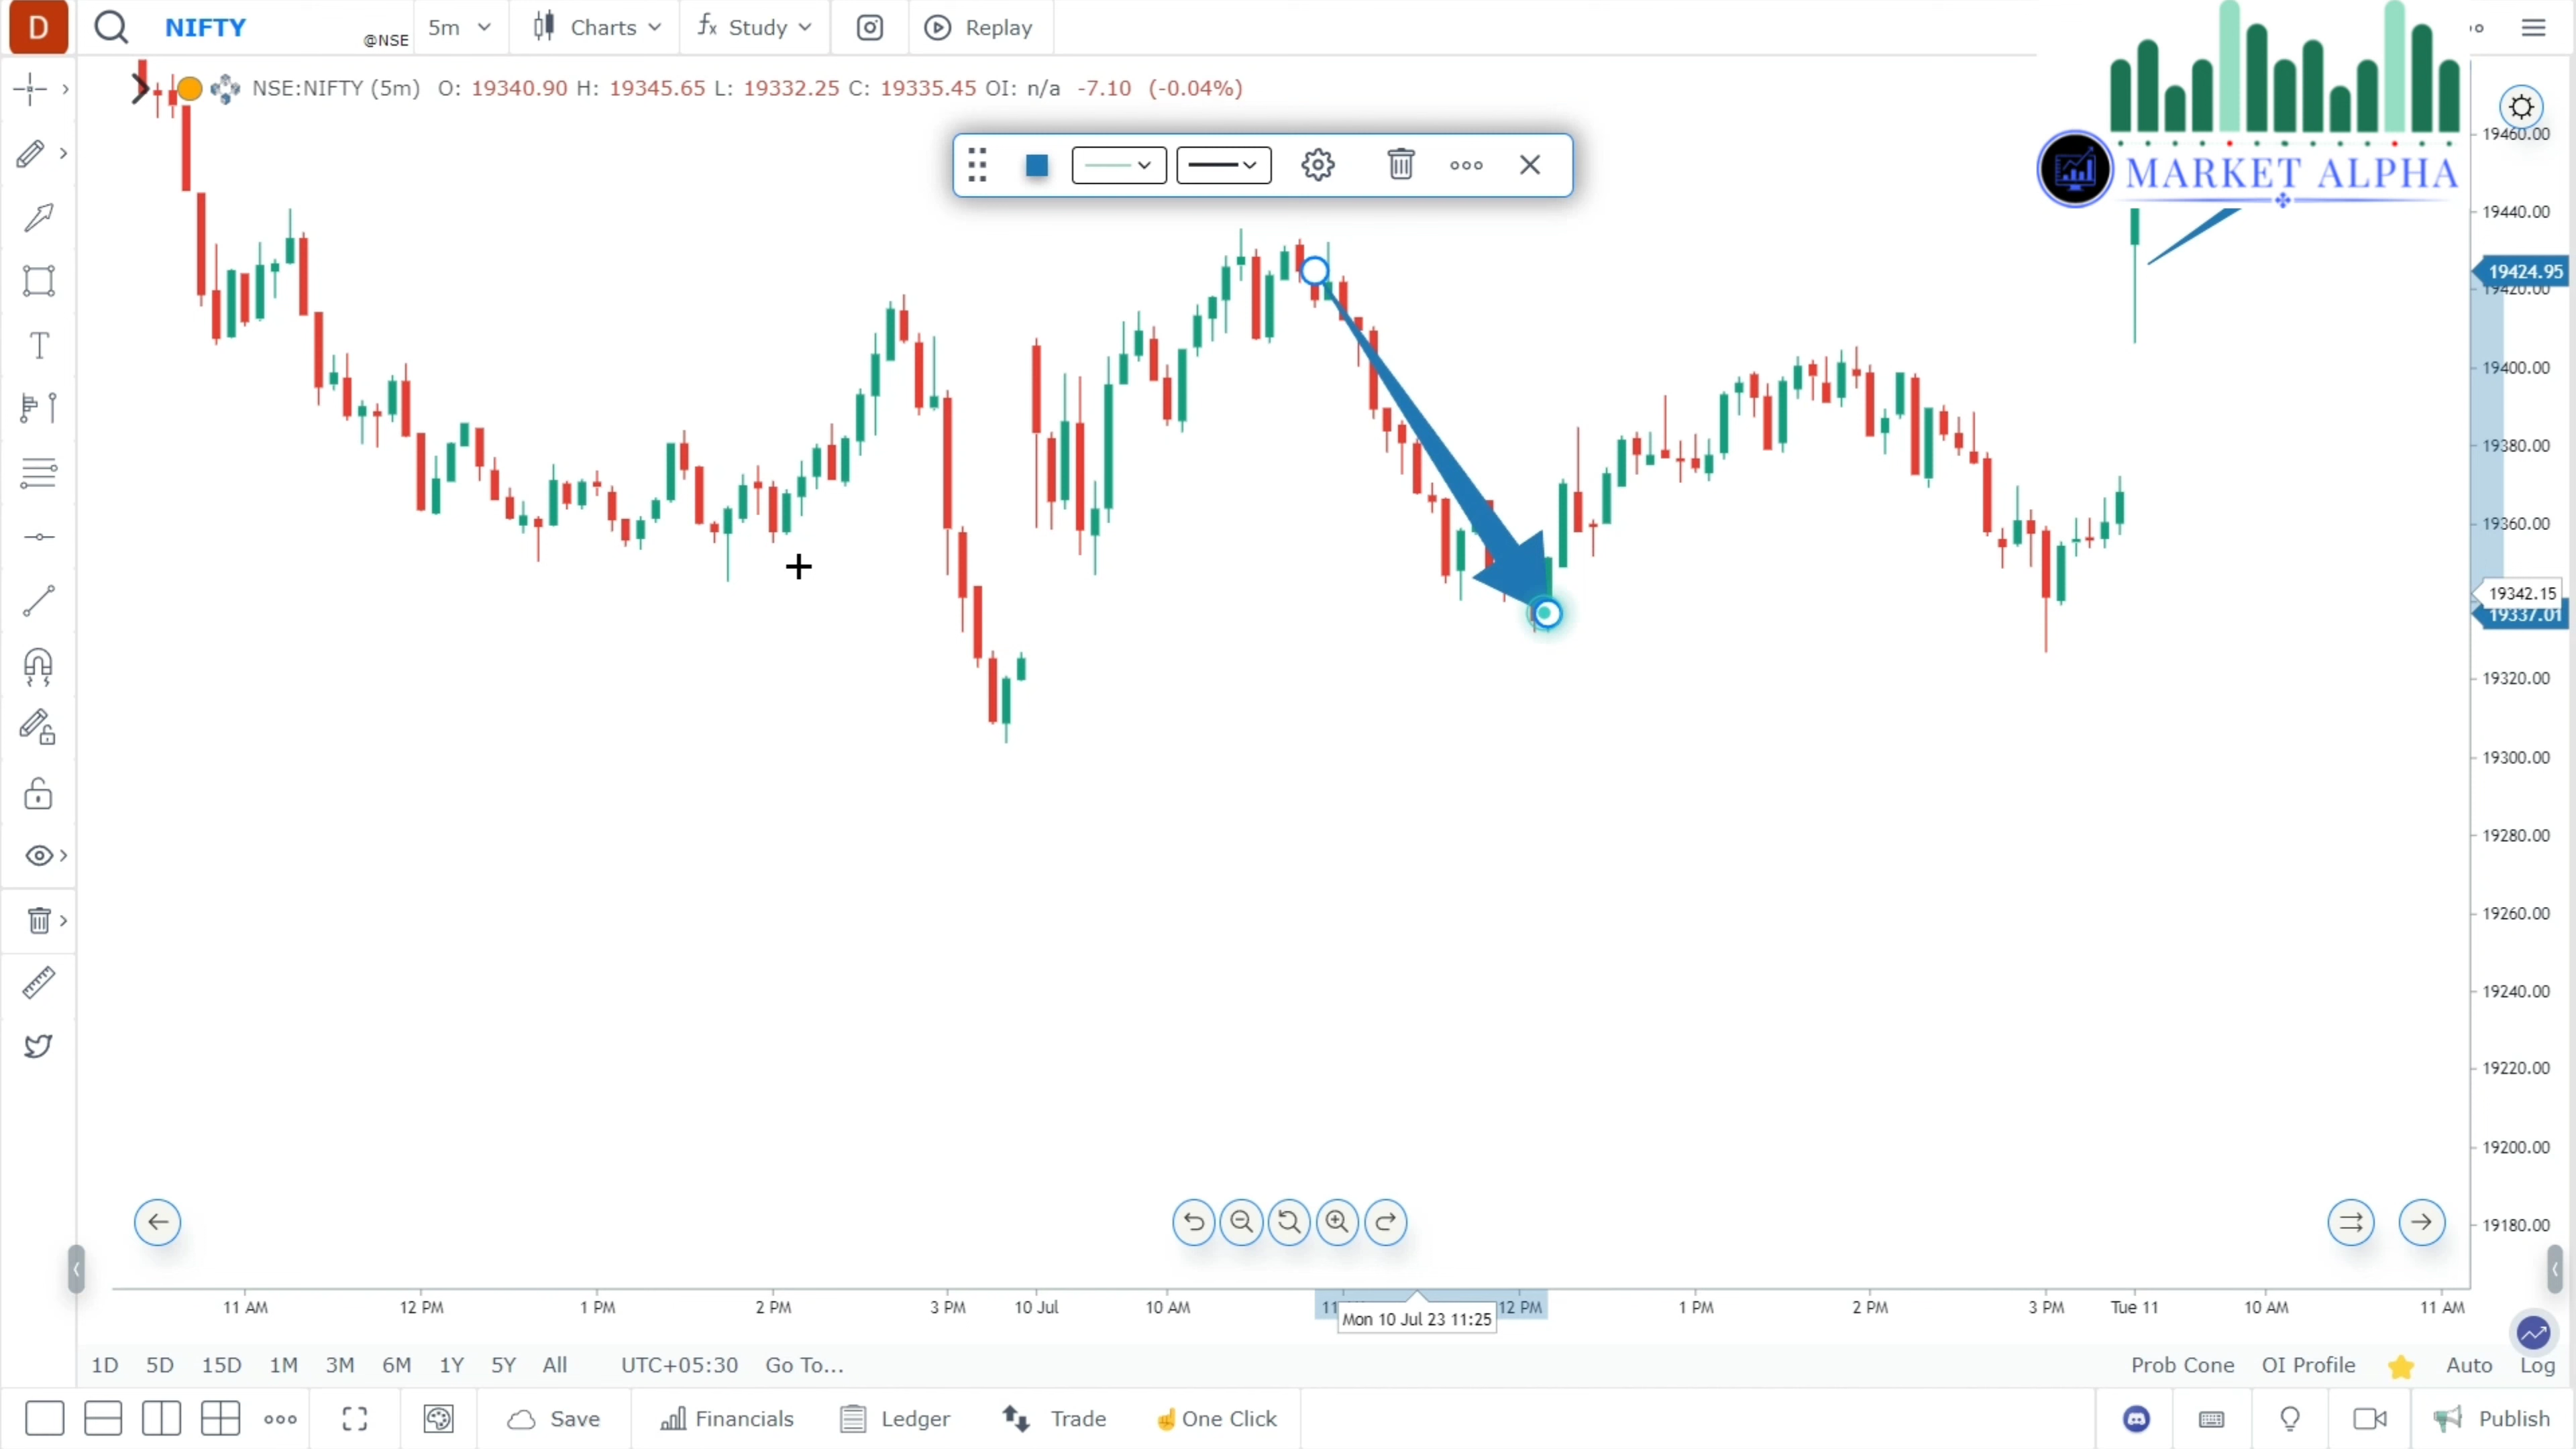 D NIFTY @NSE 5m Charts fx Study Replay
NSE:NIFTY (5m) O: 19340.90 H: 19345.65 L: 19332.25 C: 19335.45 OI: n/a -7.10 (-0.04%)
MARKET ALPHA
19460.00
19440.00
19424.95
19420.00
19400.00
19380.00
19360.00
19342.15
19337.01
19320.00
19300.00
19280.00
19260.00
19240.00
19220.00
19200.00
19180.00
T
11 AM 12 PM 1 PM 2 PM 3 PM 10 Jul 10 AM 11 12 PM 1 PM 2 PM 3 PM Tue 11 10 AM 11 AM
Mon 10 Jul 23 11:25
1D 5D 15D 1M 3M 6M 1Y 5Y All UTC+05:30 Go To... Prob Cone OI Profile Auto Log
Save Financials Ledger Trade One Click Publish